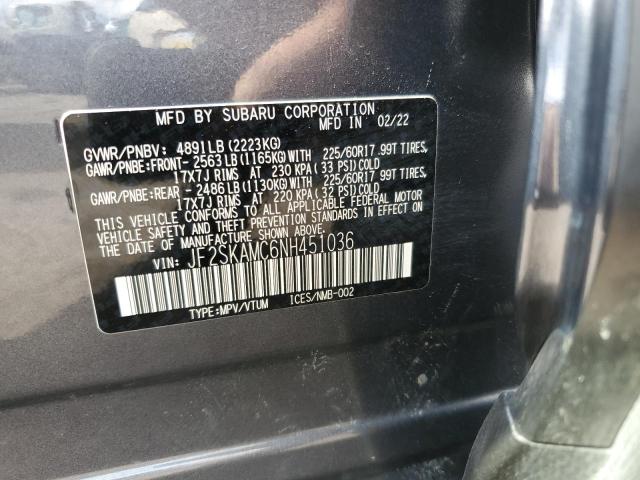 MFD BY SUBARU CORPORATION
MFD IN 02/22
GVWR/PNBV: 4891LB(2223KG)
GAWR/PNBE:FRONT- 2563LB(1165KG)WITH 225/60R17 .99T TIRES,
17X7J RIMS AT 230 KPA(33 PSI)COLD
GAWR/PNBE:REAR - 2486LB(1130KG)WITH 225/60R17 .99T TIRES,
17X7J RIMS AT 220 KPA(32 PSI)COLD
THIS VEHICLE CONFORMS TO ALL APPLICABLE FEDERAL MOTOR
VEHICLE SAFETY AND THEFT PREVENTION STANDARDS IN EFFECT ON
THE DATE OF MANUFACTURE SHOWN ABOVE.
VIN: JF2SKAMC6NH451036
TYPE:MPV/VTUM ICES/NMB-002